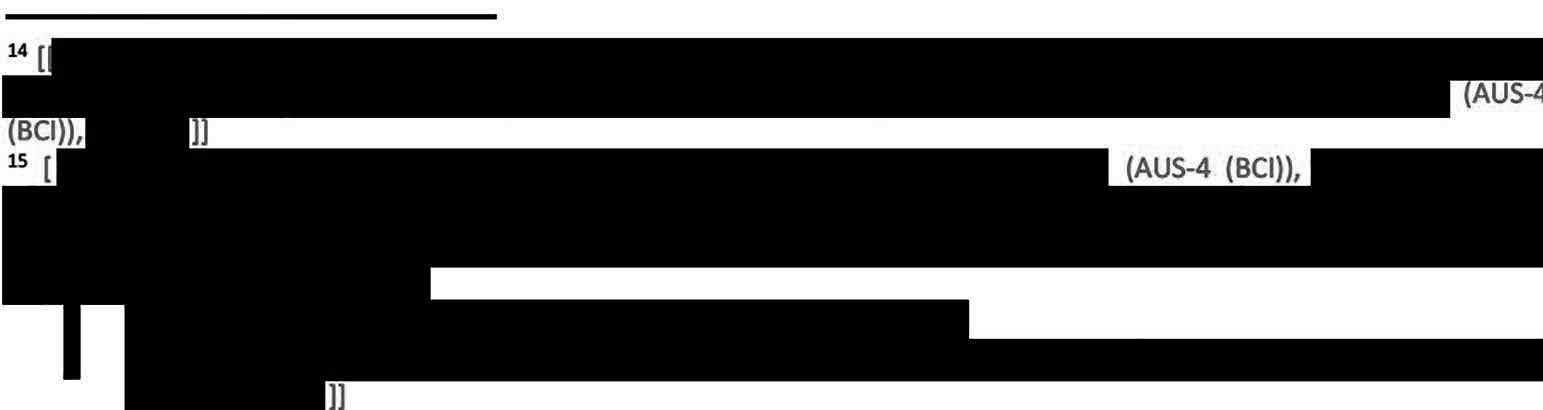 14 [[
(AUS-4
(BCI)), ]]
15 [ (AUS-4 (BCI)),
]]